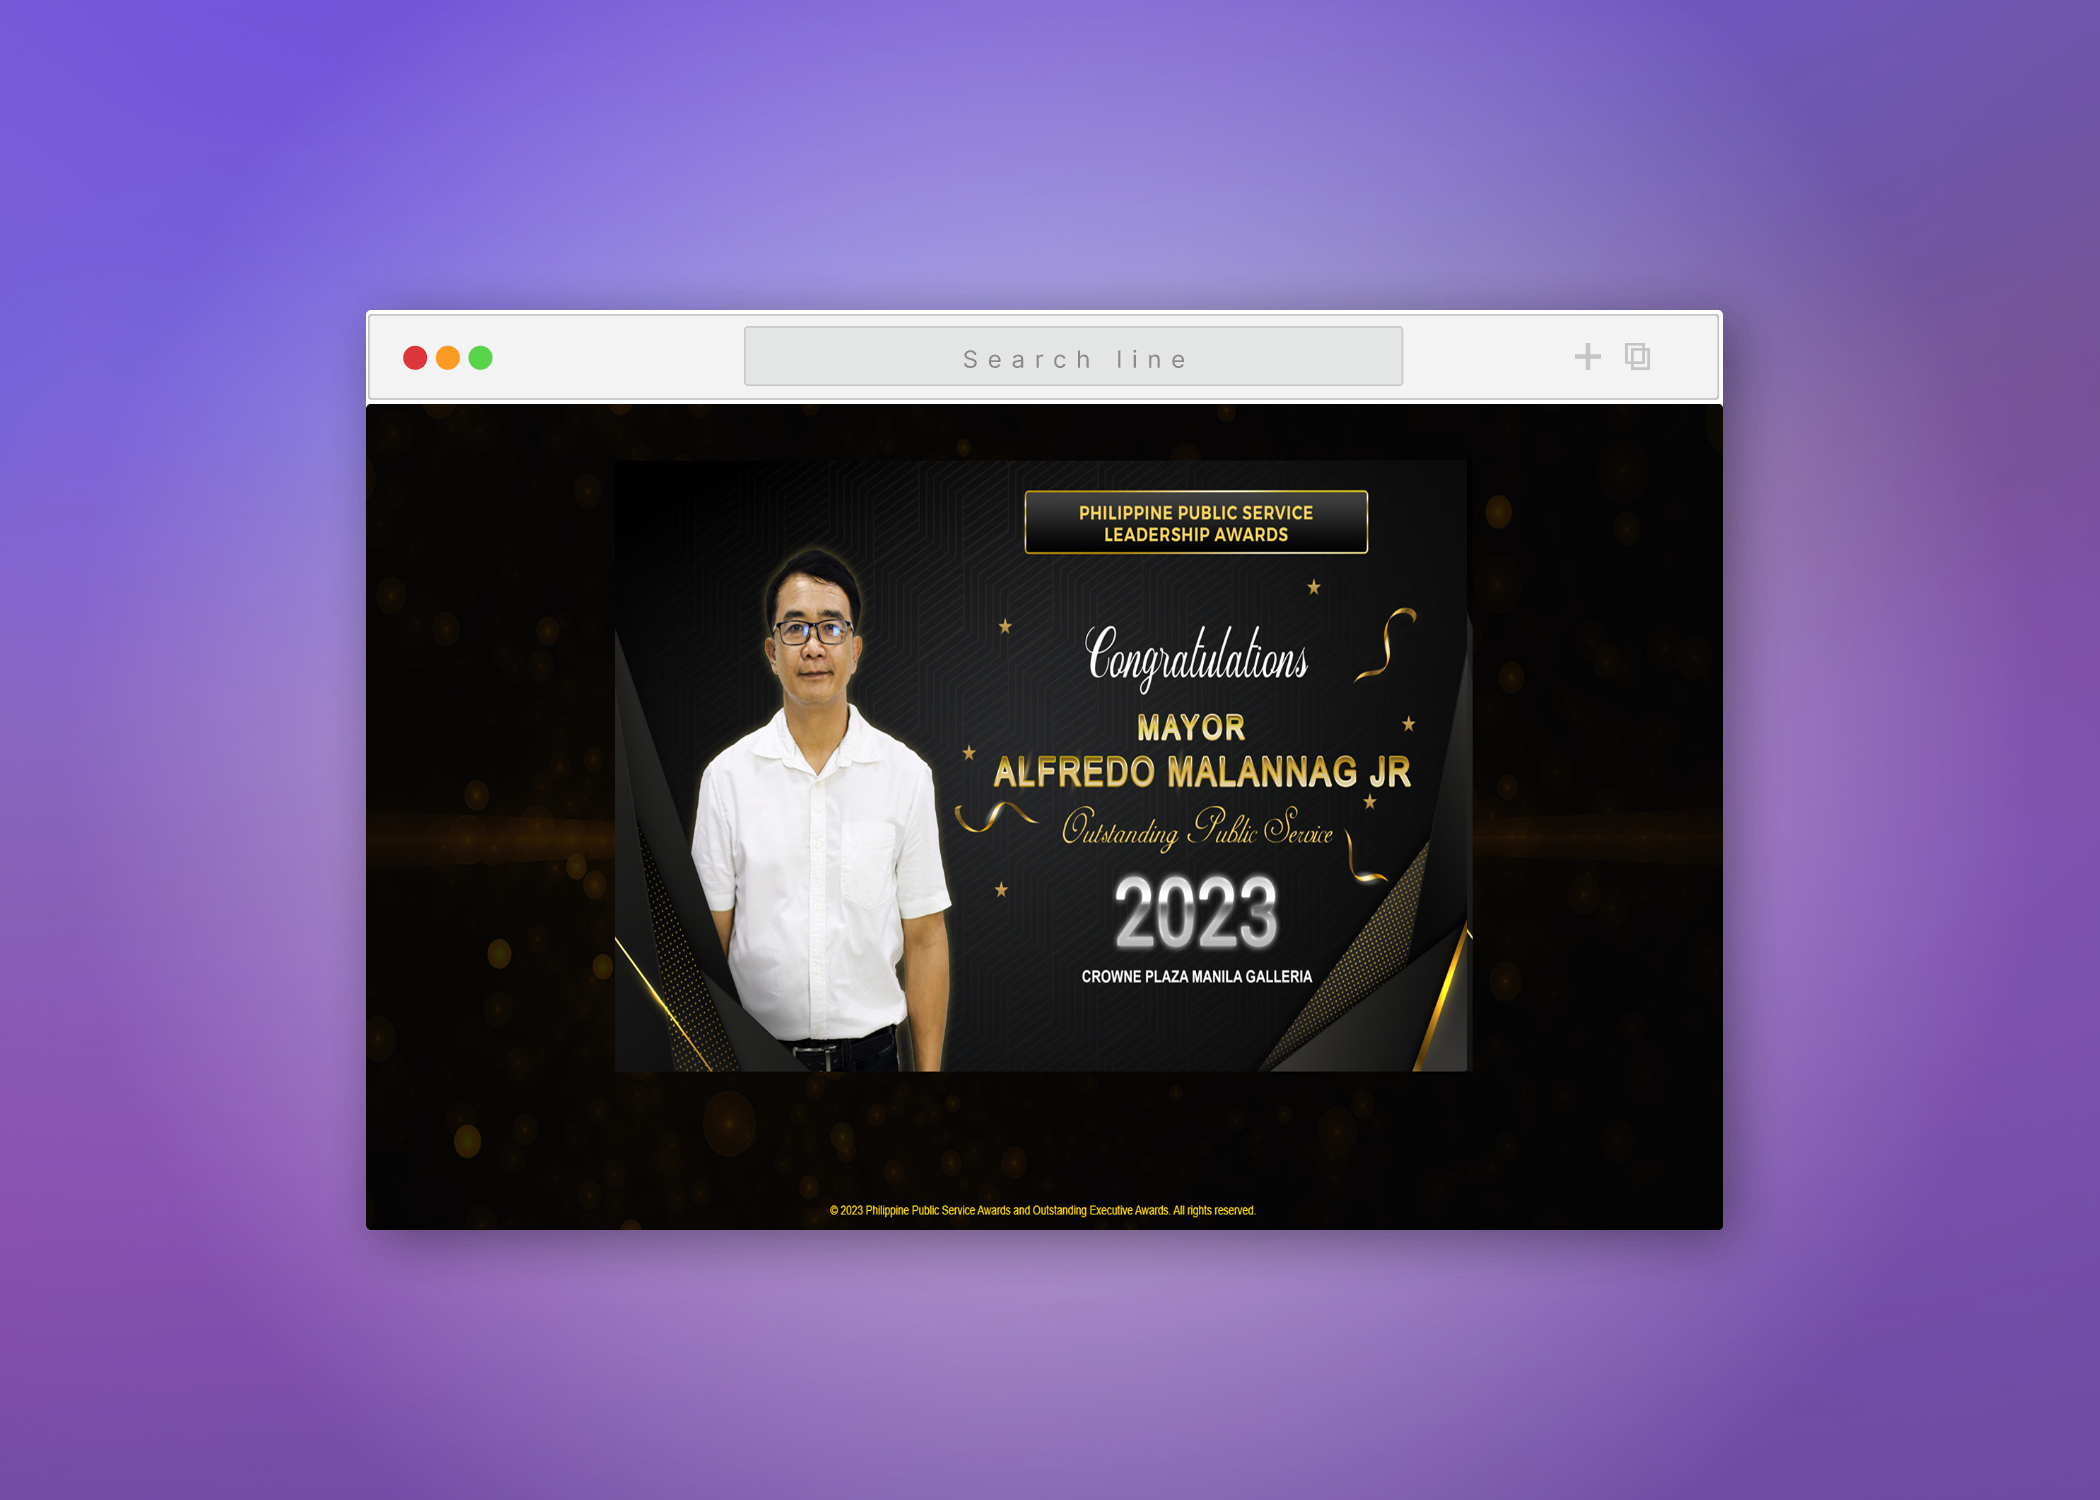 Search line
PHILIPPINE PUBLIC SERVICE
LEADERSHIP AWARDS
Congratulations
MAYOR
ALFREDO MALANNAG JR
Outstanding Public Service
2023
CROWNE PLAZA MANILA GALLERIA
© 2023 Philippine Public Service Awards and Outstanding Executive Awards. All rights reserved.